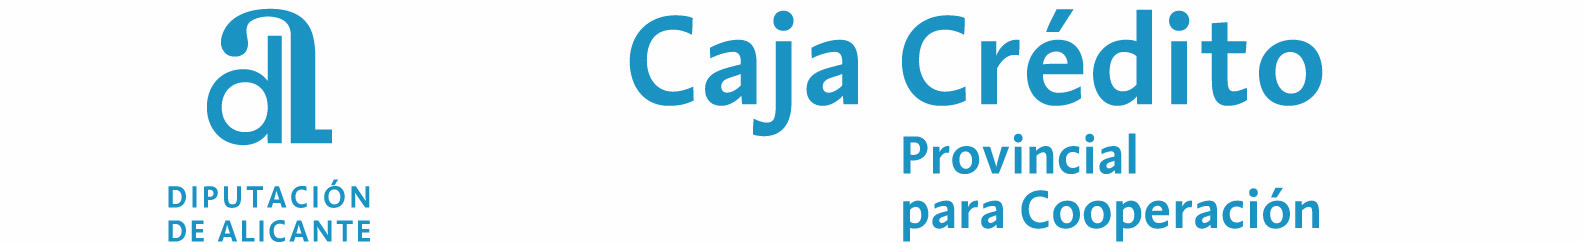 DIPUTACIÓN
DE ALICANTE
Caja Crédito
Provincial
para Cooperación